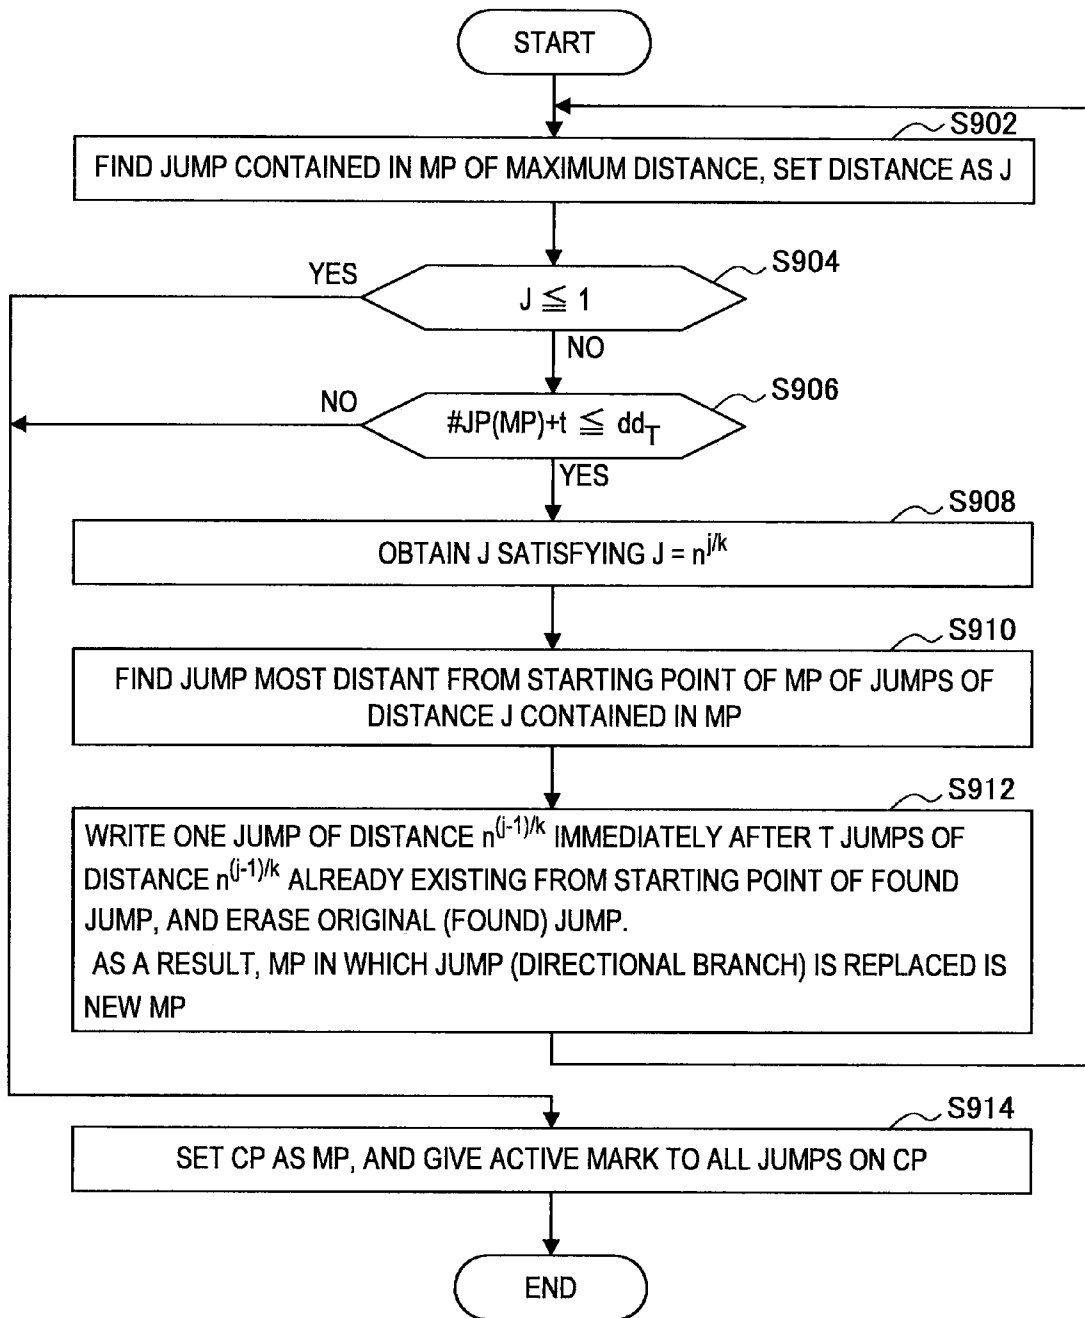 START
S902
FIND JUMP CONTAINED IN MP OF MAXIMUM DISTANCE, SET DISTANCE AS J
S904
YES
J ≦ 1
NO
S906
NO
#JP(MP)+t ≦ dd_T
YES
S908
OBTAIN J SATISFYING J = n^{j/k}
S910
FIND JUMP MOST DISTANT FROM STARTING POINT OF MP OF JUMPS OF
DISTANCE J CONTAINED IN MP
S912
WRITE ONE JUMP OF DISTANCE n^{(j-1)/k} IMMEDIATELY AFTER T JUMPS OF
DISTANCE n^{(j-1)/k} ALREADY EXISTING FROM STARTING POINT OF FOUND
JUMP, AND ERASE ORIGINAL (FOUND) JUMP.
AS A RESULT, MP IN WHICH JUMP (DIRECTIONAL BRANCH) IS REPLACED IS
NEW MP
S914
SET CP AS MP, AND GIVE ACTIVE MARK TO ALL JUMPS ON CP
END